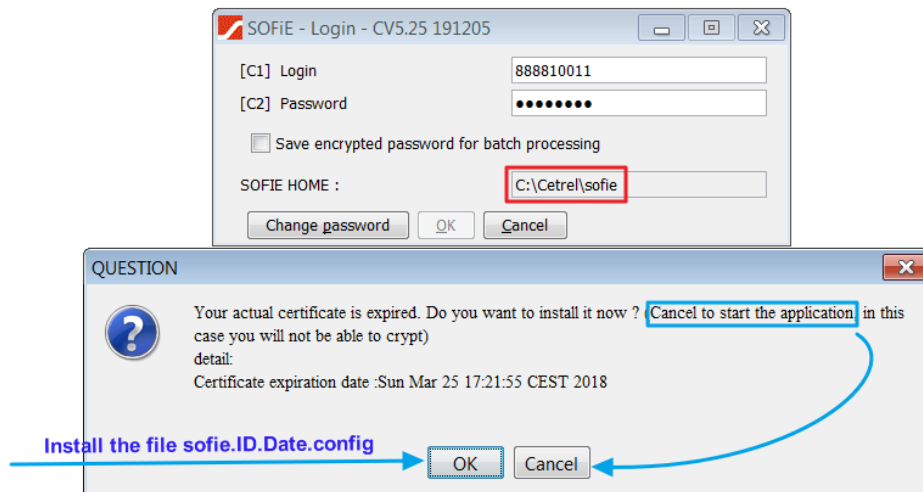 SOFiE - Login - CV5.25 191205
[C1] Login 888810011
[C2] Password ●●●●●●●●
Save encrypted password for batch processing
SOFIE HOME : C:\Cetrel\sofie
Change password OK Cancel
QUESTION
Your actual certificate is expired. Do you want to install it now ? (Cancel to start the application, in this
case you will not be able to crypt)
detail:
Certificate expiration date :Sun Mar 25 17:21:55 CEST 2018
Install the file sofie.ID.Date.config
OK Cancel